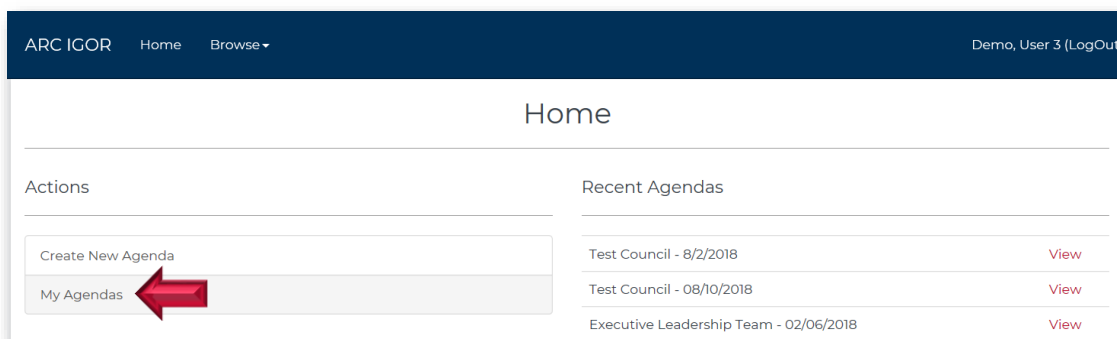 ARC IGOR Home Browse Demo, User 3 (LogOut
Home
Actions
Create New Agenda
My Agendas
Recent Agendas
Test Council - 8/2/2018 View
Test Council - 08/10/2018 View
Executive Leadership Team - 02/06/2018 View